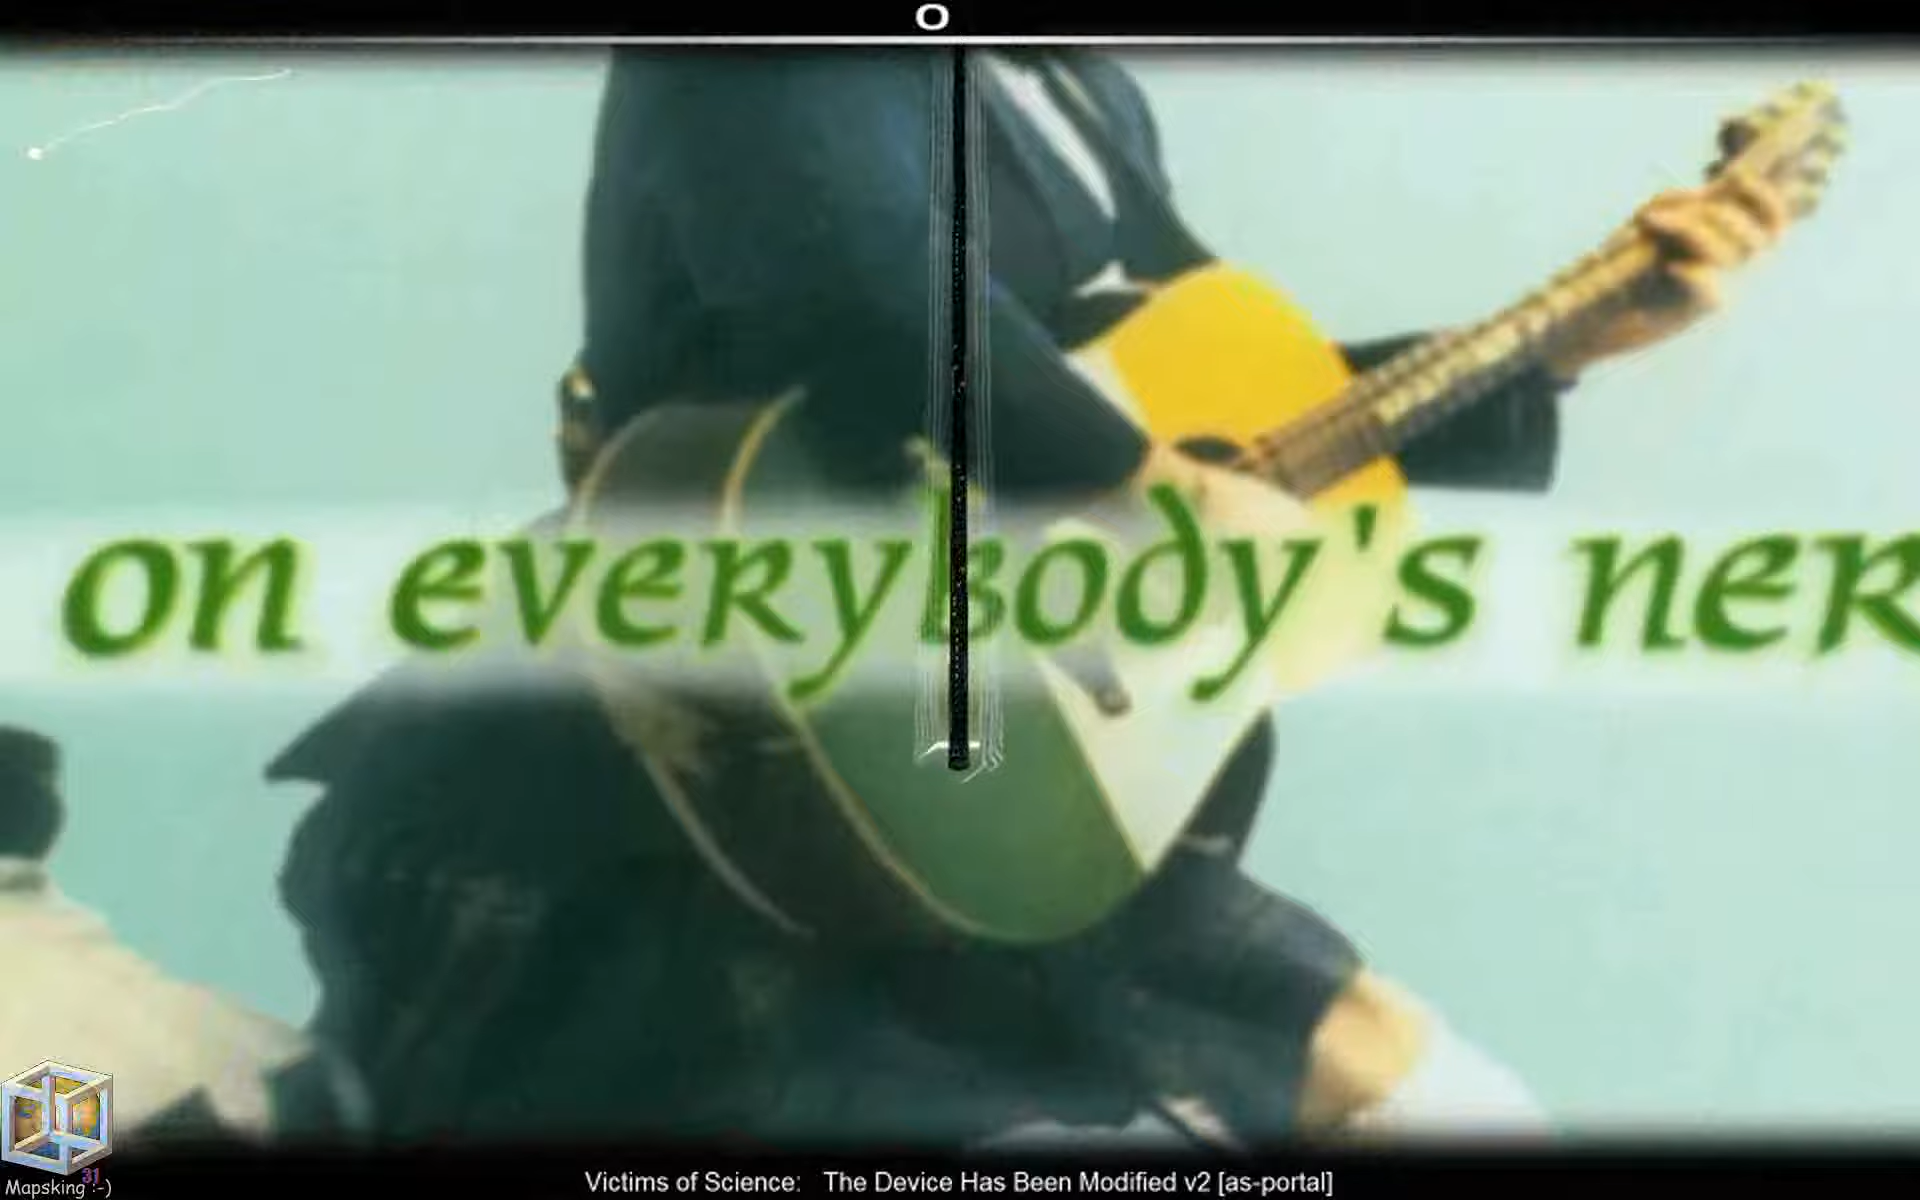 O
on everybody's ner
Victims of Science: The Device Has Been Modified v2 [as-portal]
31
Mapsking :-)